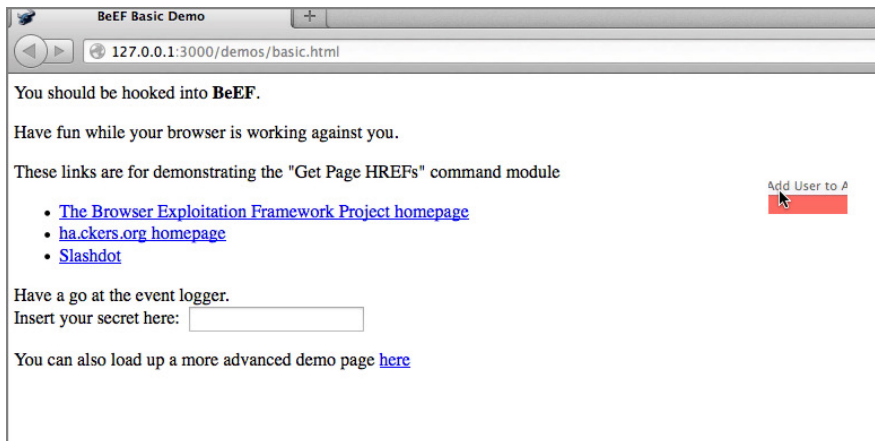 BeEF Basic Demo
127.0.0.1:3000/demos/basic.html
You should be hooked into BeEF.
Have fun while your browser is working against you.
These links are for demonstrating the "Get Page HREFs" command module
Add User to A
The Browser Exploitation Framework Project homepage
ha.ckers.org homepage
Slashdot
Have a go at the event logger.
Insert your secret here:
You can also load up a more advanced demo page here